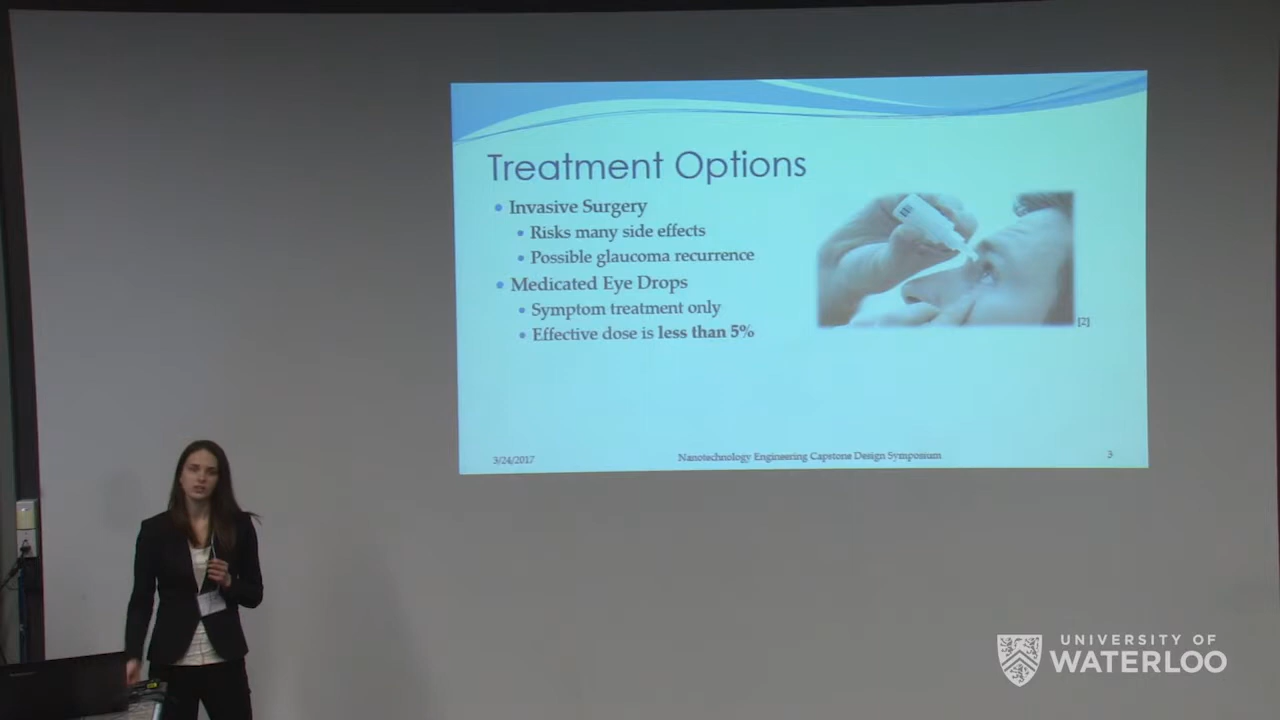 Treatment Options
• Invasive Surgery
• Risks many side effects
• Possible glaucoma recurrence
• Medicated Eye Drops
• Symptom treatment only
• Effective dose is less than 5%
[2]
3/24/2017
Nanotechnology Engineering Capstone Design Symposium
3
UNIVERSITY OF
WATERLOO